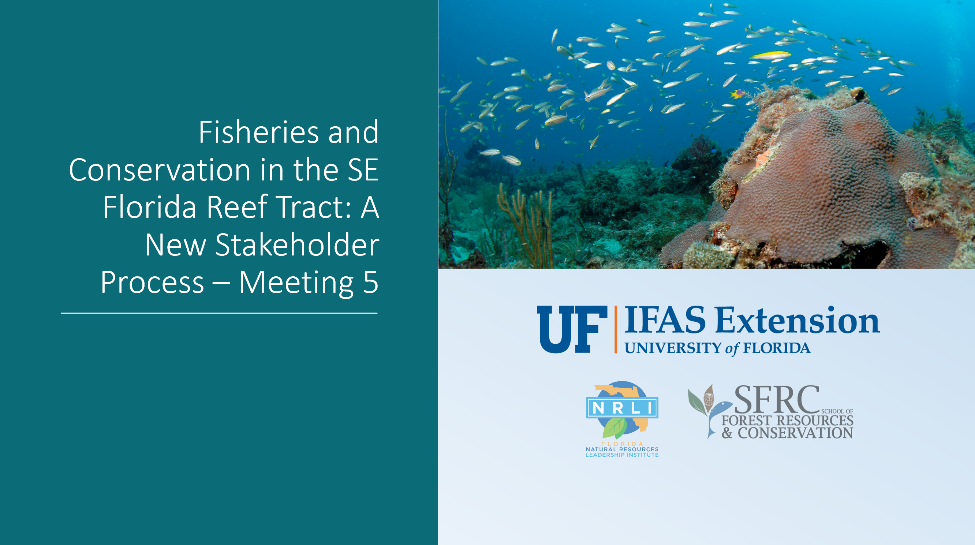 Fisheries and
Conservation in the SE
Florida Reef Tract: A
New Stakeholder
Process – Meeting 5
UF IFAS Extension
UNIVERSITY of FLORIDA
NRLI
FLORIDA
NATURAL RESOURCES
LEADERSHIP INSTITUTE
SFRC SCHOOL OF
FOREST RESOURCES
& CONSERVATION